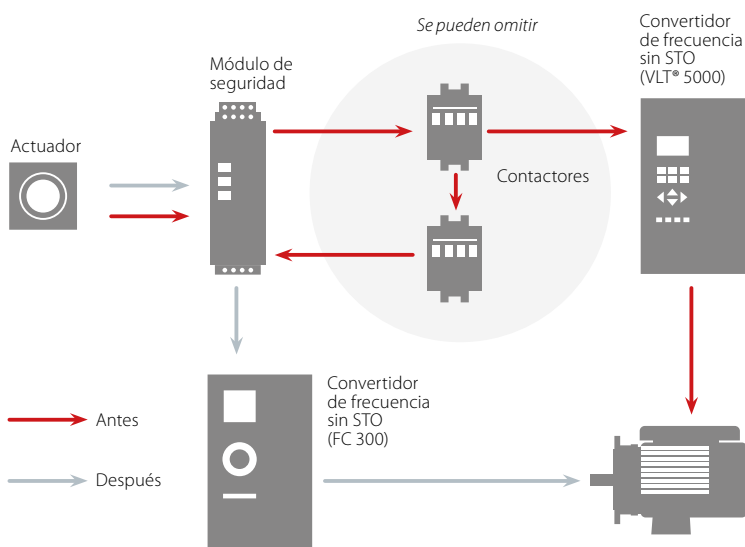 Se pueden omitir
Convertidor
de frecuencia
sin STO
(VLT® 5000)
Módulo de
seguridad
Actuador
Contactores
Convertidor
de frecuencia
sin STO
(FC 300)
Antes
Después